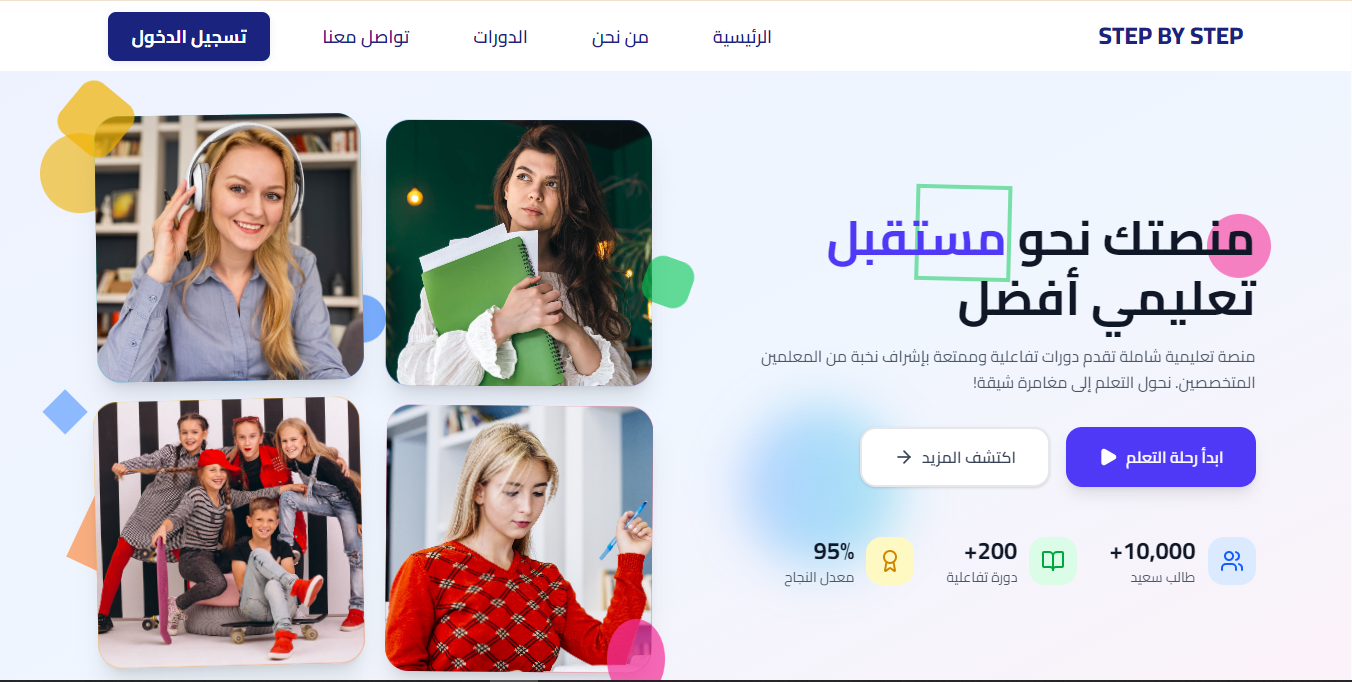 STEP BY STEP
الرئيسية
من نحن
الدورات
تواصل معنا
تسجيل الدخول
منصتك نحو مستقبل
تعليمي أفضل
منصة تعليمية شاملة تقدم دورات تفاعلية وممتعة بإشراف نخبة من المعلمين
المتخصصين. نحول التعلم إلى مغامرة شيقة!
ابدأ رحلة التعلم
اكتشف المزيد
+10,000
طالب سعيد
+200
دورة تفاعلية
95%
معدل النجاح